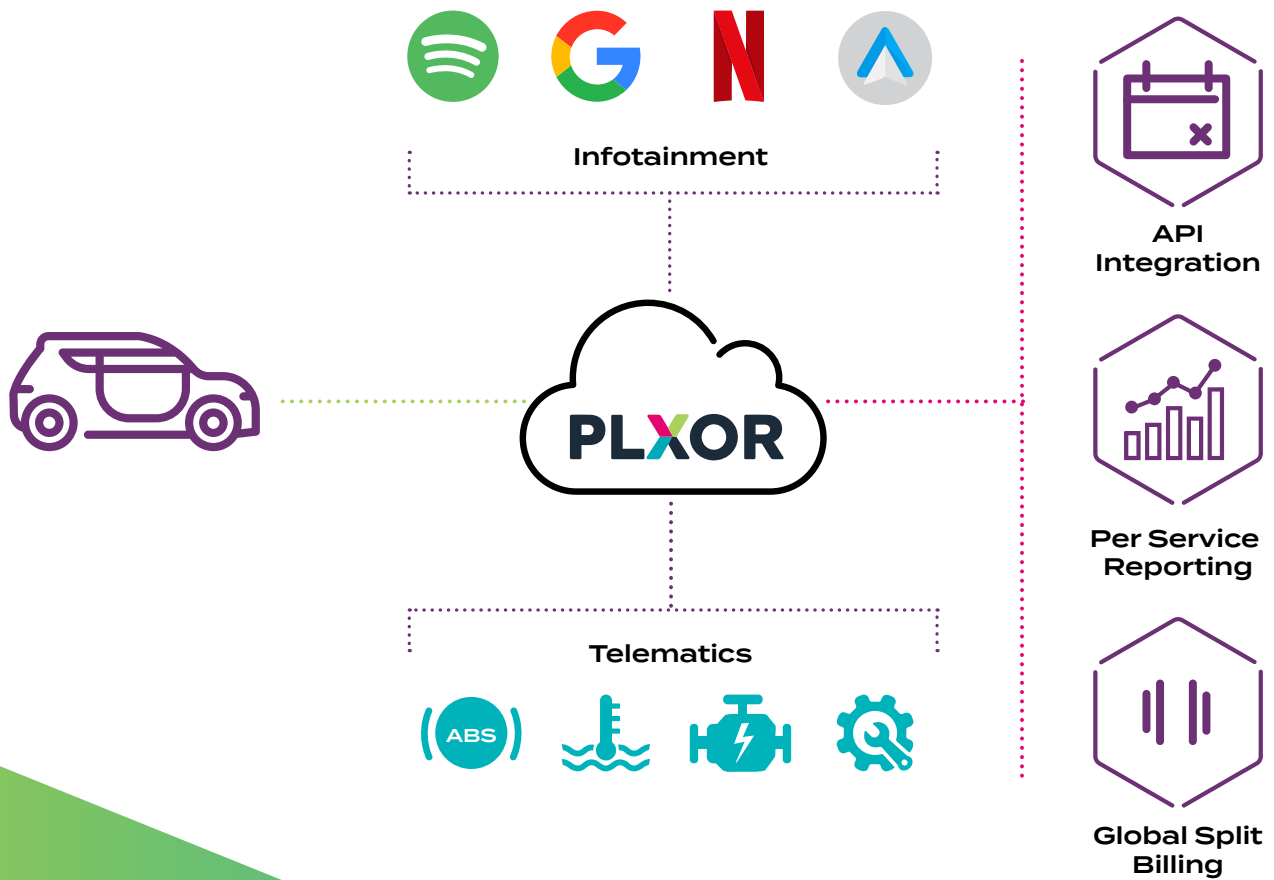 Infotainment
API
Integration
PLXOR
Per Service
Reporting
Telematics
ABS
Global Split
Billing